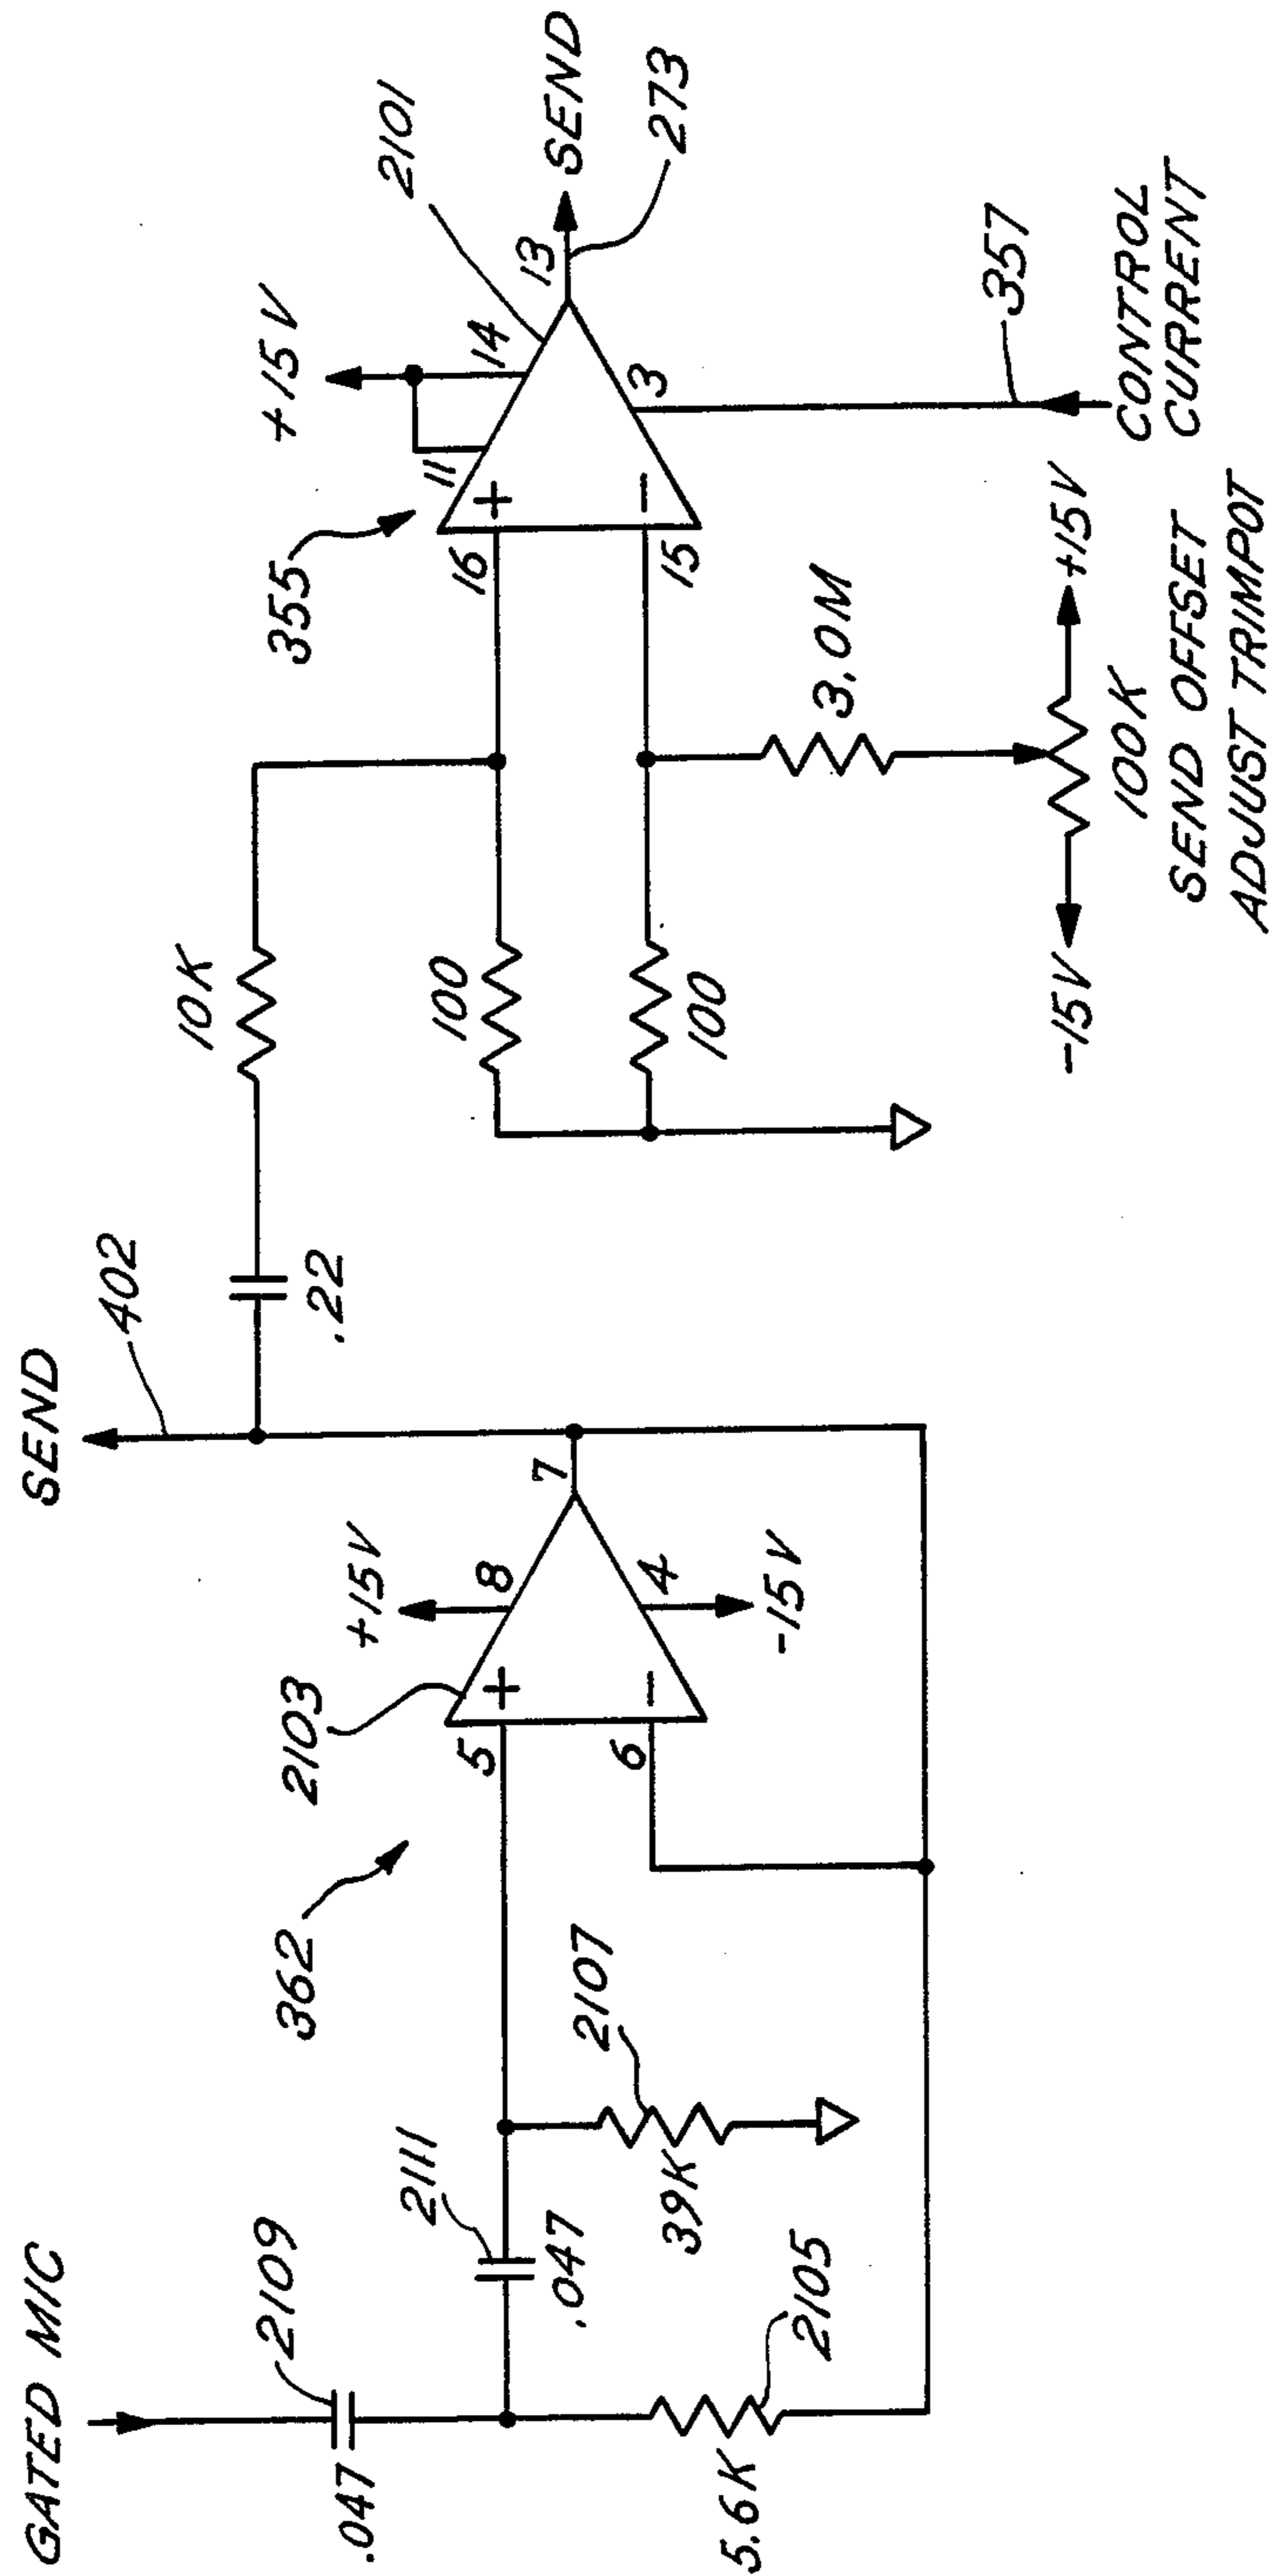 GATED MIC
2109
.047
2111
.047
5.6K
2105
39K
2107
362
2103
5
6
+15V
8
4
-15V
7
SEND
402
.22
10K
100
100
355
16
15
+
-
+
-
11
14
+15V
2101
13
SEND
273
3
357
CONTROL
CURRENT
3.0M
-15V
+15V
100K
SEND OFFSET
ADJUST TRIMPOT